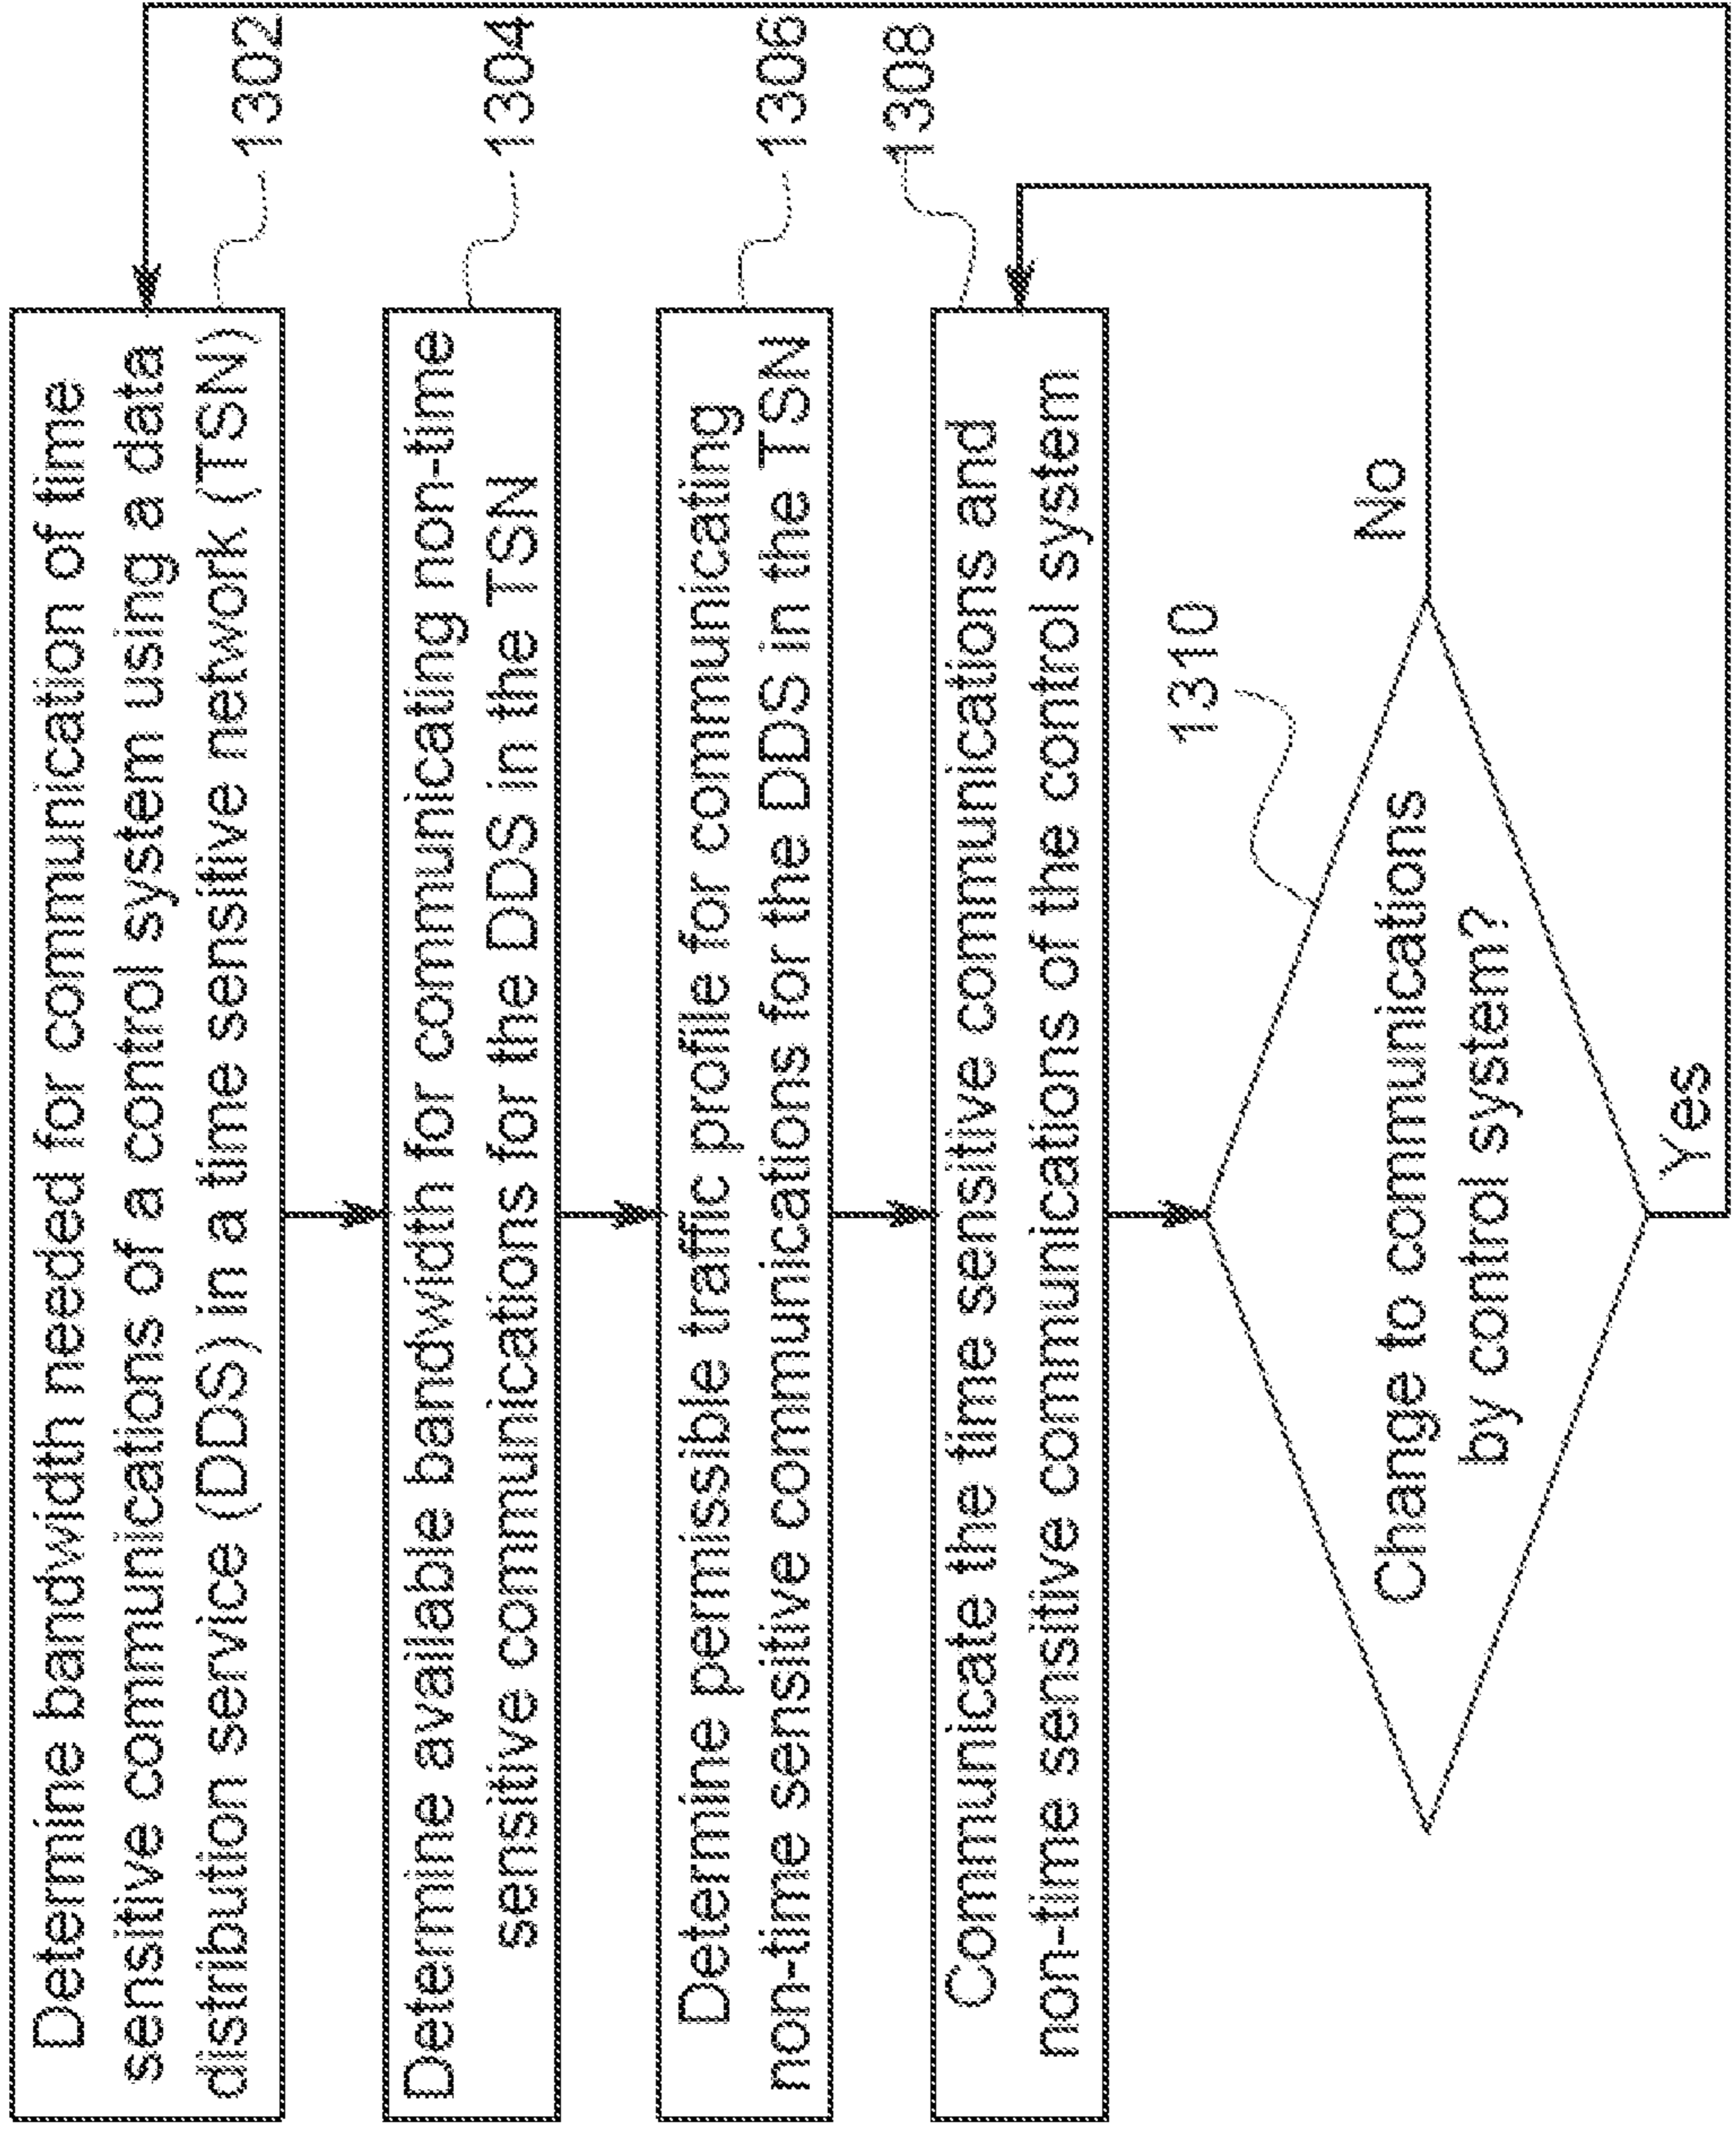 Determine bandwidth needed for communication of time
sensitive communications of a control system using a data
distribution service (DDS) in a time sensitive network (TSN)
1302
Determine available bandwidth for communicating non-time
sensitive communications for the DDS in the TSN
1304
Determine permissible traffic profile for communicating
non-time sensitive communications for the DDS in the TSN
1306
Communicate the time sensitive communications and
non-time sensitive communications of the control system
1308
1310
Change to communications
by control system?
No
Yes